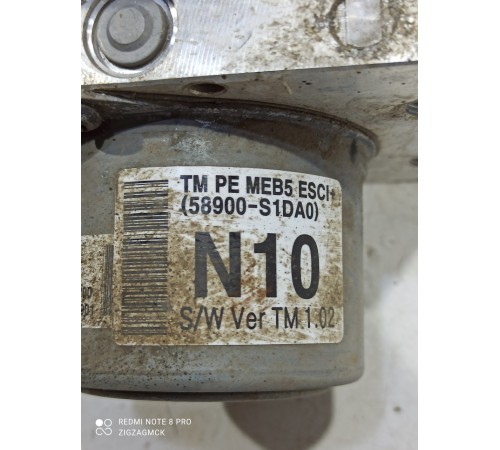 TM PE MEB5 ESCI+
(58900-S1DA0)
N10
S/W Ver TM 1.02
REDMI NOTE 8 PRO
ZIGZAGMCK